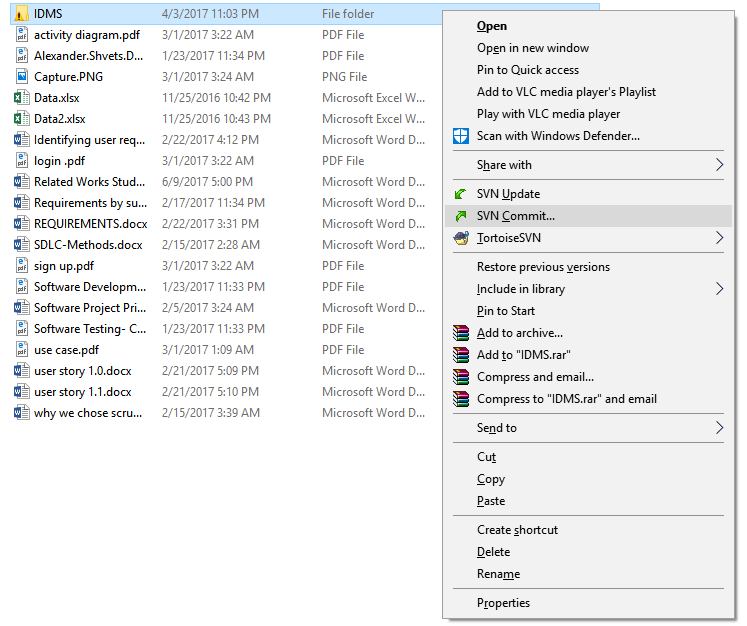 IDMS 4/3/2017 11:03 PM File folder
activity diagram.pdf 3/1/2017 3:22 AM PDF File
Alexander.Shvets.D... 1/23/2017 11:34 PM PDF File
Capture.PNG 3/1/2017 3:24 AM PNG File
Data.xlsx 11/25/2016 10:42 PM Microsoft Excel W...
Data2.xlsx 11/25/2016 10:43 PM Microsoft Excel W...
Identifying user req... 2/22/2017 4:12 PM Microsoft Word D...
login .pdf 3/1/2017 3:22 AM PDF File
Related Works Stud... 6/9/2017 5:00 PM Microsoft Word D...
Requirements by su... 2/17/2017 11:34 PM Microsoft Word D...
REQUIREMENTS.docx 2/22/2017 3:31 PM Microsoft Word D...
SDLC-Methods.docx 2/15/2017 2:28 AM Microsoft Word D...
sign up.pdf 3/1/2017 3:22 AM PDF File
Software Developm... 1/23/2017 11:33 PM PDF File
Software Project Pri... 2/5/2017 3:24 AM Microsoft Word D...
Software Testing- C... 1/23/2017 11:33 PM PDF File
use case.pdf 3/1/2017 1:09 AM PDF File
user story 1.0.docx 2/21/2017 5:09 PM Microsoft Word D...
user story 1.1.docx 2/21/2017 5:10 PM Microsoft Word D...
why we chose scru... 2/15/2017 3:39 AM Microsoft Word D...
Open
Open in new window
Pin to Quick access
Add to VLC media player's Playlist
Play with VLC media player
Scan with Windows Defender...
Share with
SVN Update
SVN Commit...
TortoiseSVN
Restore previous versions
Include in library
Pin to Start
Add to archive...
Add to "IDMS.rar"
Compress and email...
Compress to "IDMS.rar" and email
Send to
Cut
Copy
Paste
Create shortcut
Delete
Rename
Properties